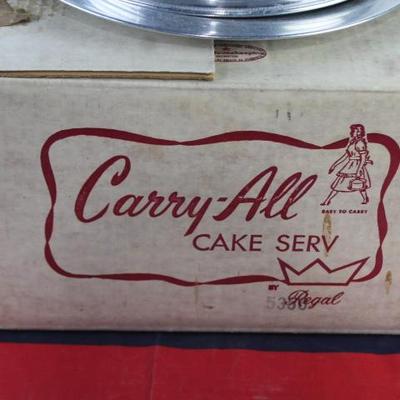 Carry-All
EASY TO CARRY
CAKE SERV
BY Regal